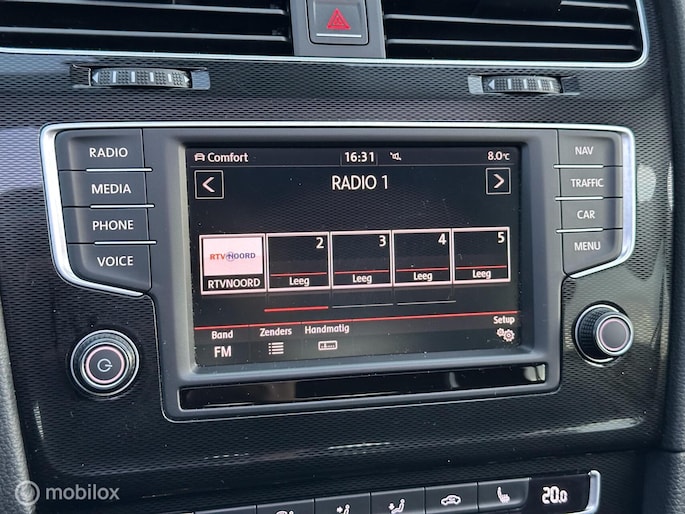 RADIO
MEDIA
PHONE
VOICE
Comfort 16:31 8.0°C
RADIO 1
RTVNOORD 2 3 4 5
RTVNOORD Leeg Leeg Leeg Leeg
Band Zenders Handmatig Setup
FM
NAV
TRAFFIC
CAR
MENU
20.0
mobilox